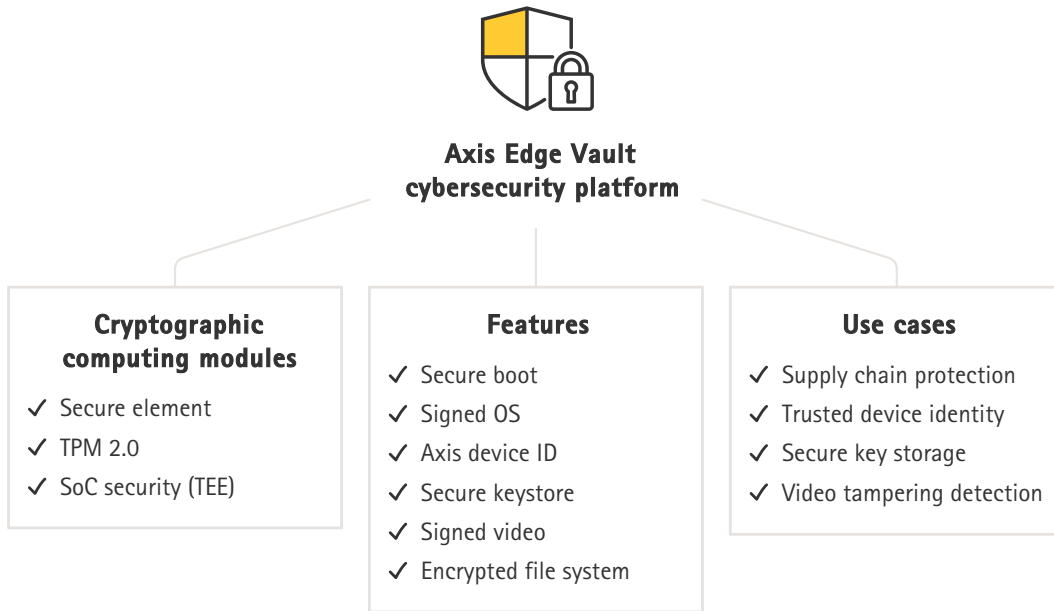 Axis Edge Vault
cybersecurity platform
Cryptographic
computing modules
Secure element
TPM 2.0
SoC security (TEE)
Features
Secure boot
Signed OS
Axis device ID
Secure keystore
Signed video
Encrypted file system
Use cases
Supply chain protection
Trusted device identity
Secure key storage
Video tampering detection